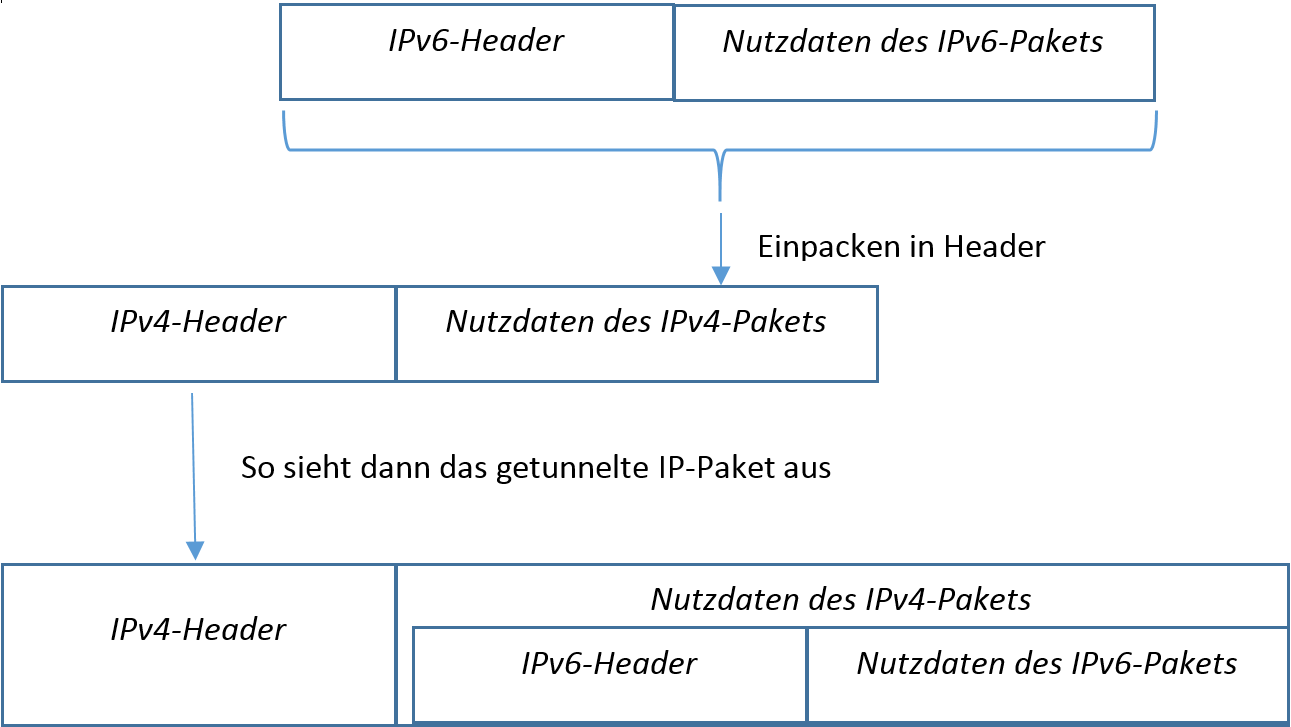 IPv6-Header
Nutzdaten des IPv6-Pakets
Einpacken in Header
IPv4-Header
Nutzdaten des IPv4-Pakets
So sieht dann das getunnelte IP-Paket aus
IPv4-Header
Nutzdaten des IPv4-Pakets
IPv6-Header
Nutzdaten des IPv6-Pakets